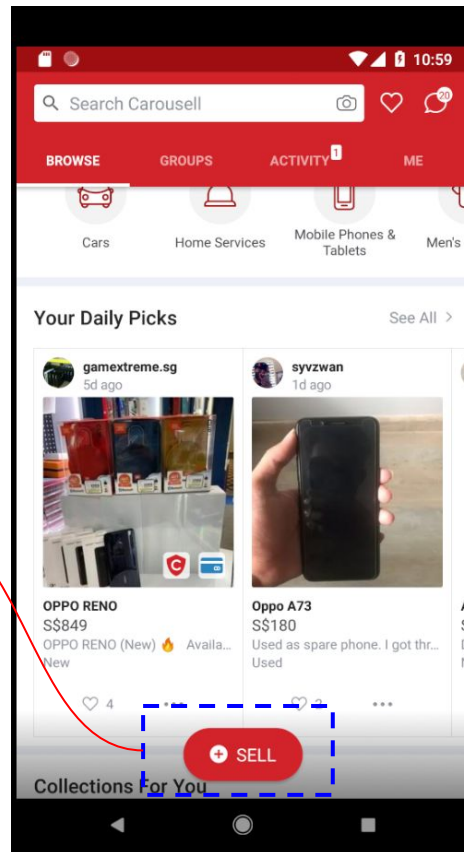 10:59
Search Carousell
20
BROWSE
GROUPS
ACTIVITY
1
ME
Cars
Home Services
Mobile Phones &
Tablets
Men's
Your Daily Picks
See All >
gamextreme.sg
5d ago
syvzwan
1d ago
OPPO RENO
S$849
OPPO RENO (New) 🔥 Availa...
New
4
Oppo A73
S$180
Used as spare phone. I got thr...
Used
SELL
Collections For You